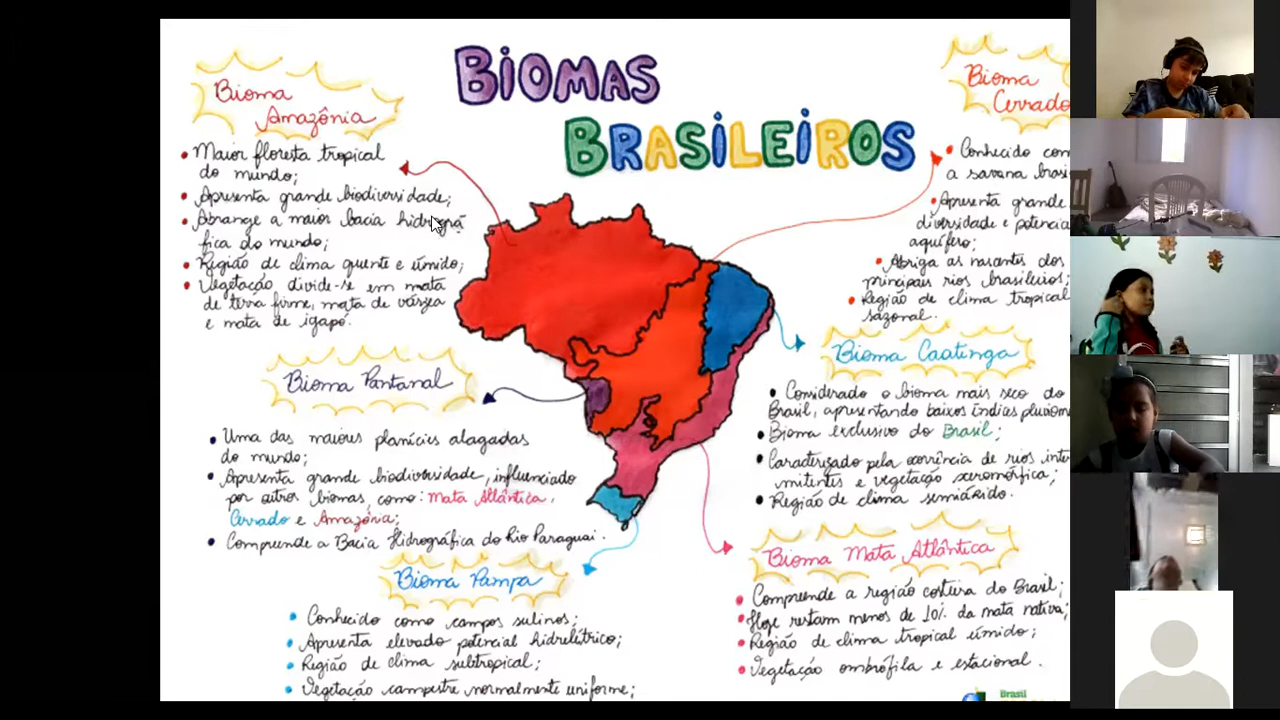 BIOMAS
BRASILEIROS
Bioma
Amazônia
• Maior floresta tropical
do mundo;
• Apresenta grande biodiversidade;
• Abrange a maior bacia hidrográ
fica do mundo;
• Região de clima quente e úmido;
• Vegetação divide-se em mata
de terra firme, mata de várzea
e mata de igapó.
Bioma Pantanal
• Uma das maiores planícies alagadas
do mundo;
• Apresenta grande biodiversidade, influenciado
por outros biomas, como: Mata Atlântica,
Cerrado e Amazônia;
• Compreende a Bacia Hidrográfica do Rio Paraguai.
Bioma Pampa
• Conhecido como campos sulinos;
• Apresenta elevado potencial hidrelétrico;
• Região de clima subtropical;
• Vegetação campestre normalmente uniforme;
Bioma
Cerrado
• Conhecido com
a savana brasi
• Apresenta grande
diversidade e potencia
aquífero;
• Abriga as nascentes dos
principais rios brasileiros;
• Região de clima tropical
sazonal.
Bioma Caatinga
• Considerado o bioma mais seco do
Brasil, apresentando baixos índias pluviom
• Bioma exclusivo do Brasil;
• Caracterizado pela ocorrência de rios inter
mitentes e vegetação xeromórfica;
• Região de clima semiárido.
Bioma Mata Atlântica
• Compreende a região costeira do Brasil;
• Hoje restam menos de 10% da mata nativa;
• Região de clima tropical úmido;
• Vegetação ombrófila e estacional.
Brasil